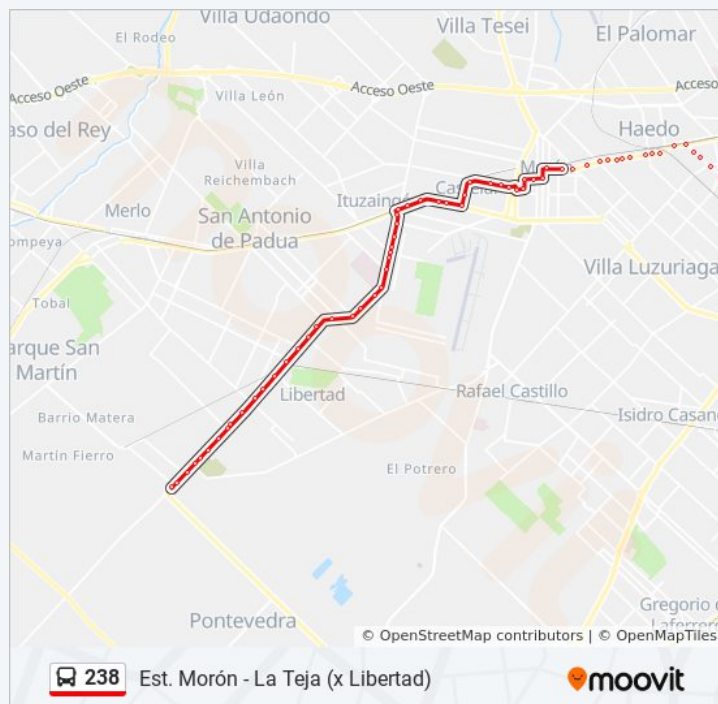 Villa Udaondo
Villa Tesei
El Rodeo
El Palomar
Acceso Oeste
Acceso Oeste
Acceso
Villa León
aso del Rey
Haedo
Villa
Reichembach
Merlo
Ituzaingó
San Antonio
de Padua
ompeya
Villa Luzuriaga
Tobal
arque San
Martín
Libertad
Rafael Castillo
Barrio Matera
Isidro Casano
Martín Fierro
El Potrero
Pontevedra
Gregorio d
Laferrere
© OpenStreetMap contributors | © OpenMapTiles
238
Est. Morón - La Teja (x Libertad)
moovit